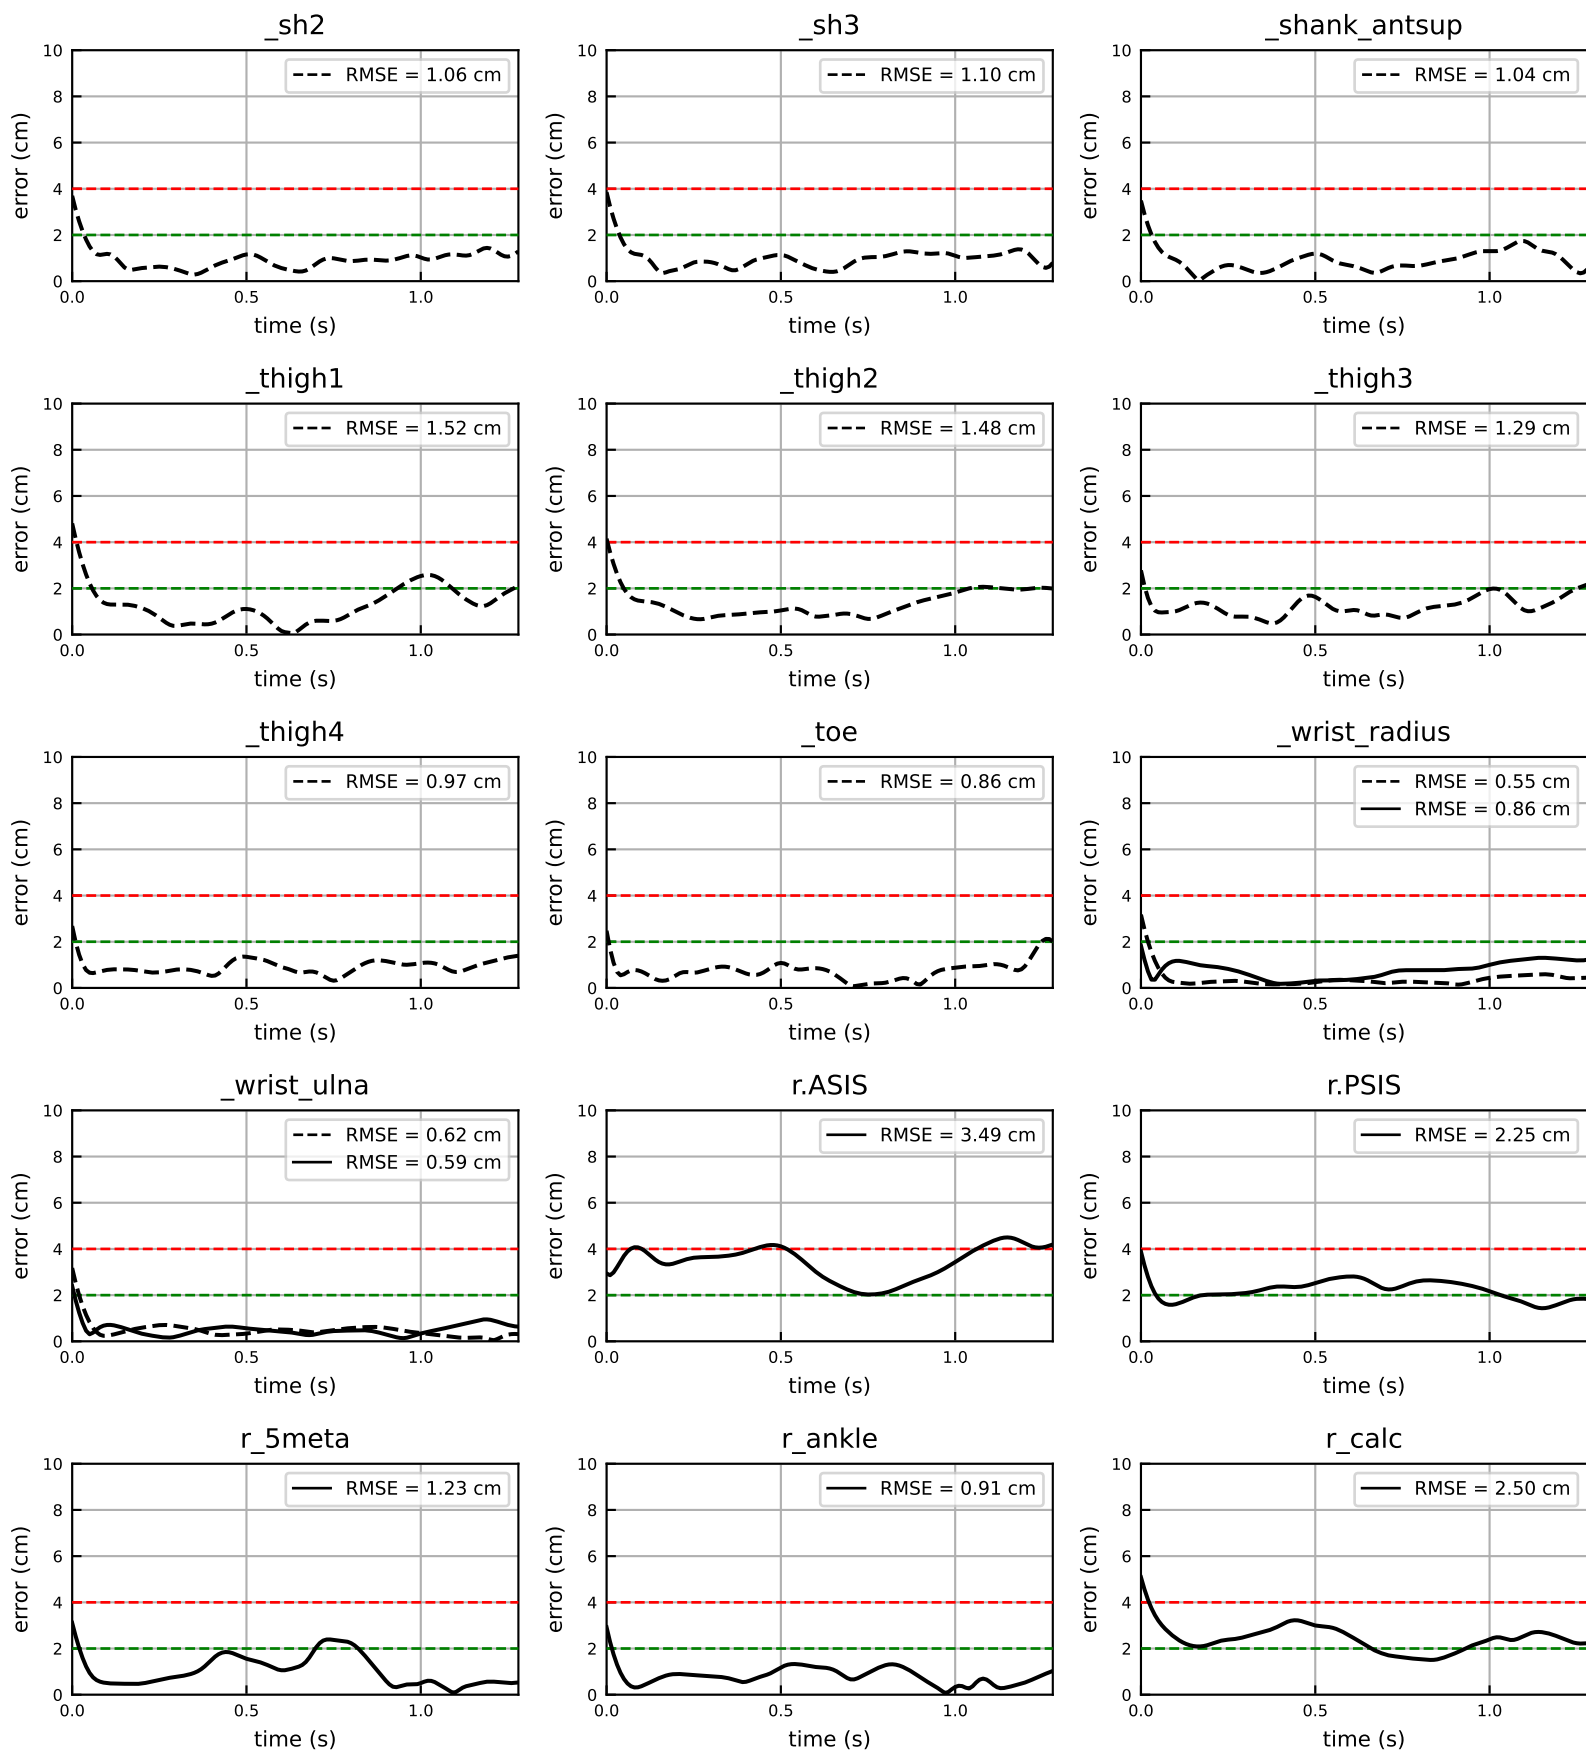 _sh2
_sh3
_shank_antsup
RMSE = 1.06 cm
RMSE = 1.10 cm
RMSE = 1.04 cm
error (cm)
error (cm)
error (cm)
10
8
6
4
2
0
10
8
6
4
2
0
10
8
6
4
2
0
0.0 0.5 1.0
0.0 0.5 1.0
0.0 0.5 1.0
time (s)
time (s)
time (s)
_thigh1
_thigh2
_thigh3
RMSE = 1.52 cm
RMSE = 1.48 cm
RMSE = 1.29 cm
error (cm)
error (cm)
error (cm)
10
8
6
4
2
0
10
8
6
4
2
0
10
8
6
4
2
0
0.0 0.5 1.0
0.0 0.5 1.0
0.0 0.5 1.0
time (s)
time (s)
time (s)
_thigh4
_toe
_wrist_radius
RMSE = 0.97 cm
RMSE = 0.86 cm
RMSE = 0.55 cm
RMSE = 0.86 cm
error (cm)
error (cm)
error (cm)
10
8
6
4
2
0
10
8
6
4
2
0
10
8
6
4
2
0
0.0 0.5 1.0
0.0 0.5 1.0
0.0 0.5 1.0
time (s)
time (s)
time (s)
_wrist_ulna
r.ASIS
r.PSIS
RMSE = 0.62 cm
RMSE = 0.59 cm
RMSE = 3.49 cm
RMSE = 2.25 cm
error (cm)
error (cm)
error (cm)
10
8
6
4
2
0
10
8
6
4
2
0
10
8
6
4
2
0
0.0 0.5 1.0
0.0 0.5 1.0
0.0 0.5 1.0
time (s)
time (s)
time (s)
r_5meta
r_ankle
r_calc
RMSE = 1.23 cm
RMSE = 0.91 cm
RMSE = 2.50 cm
error (cm)
error (cm)
error (cm)
10
8
6
4
2
0
10
8
6
4
2
0
10
8
6
4
2
0
0.0 0.5 1.0
0.0 0.5 1.0
0.0 0.5 1.0
time (s)
time (s)
time (s)